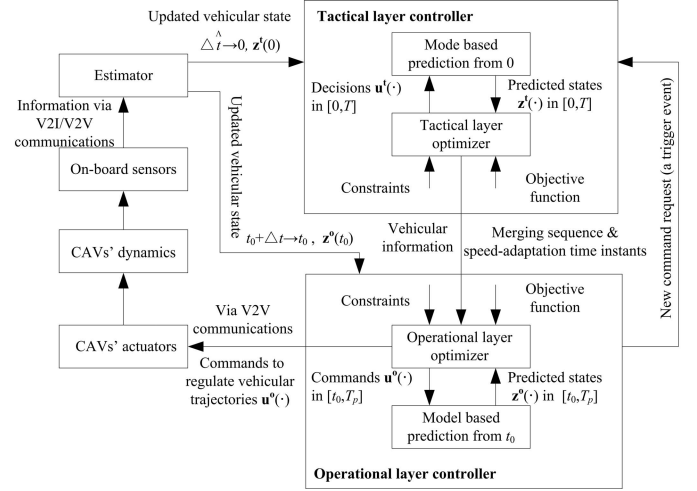 Updated vehicular state
△t̂→0, z^t(0)
Tactical layer controller
Mode based
prediction from 0
Decisions u^t(·)
in [0,T]
Predicted states
z^t(·) in [0,T]
Tactical layer
optimizer
Constraints
Objective
function
Estimator
Information via
V2I/V2V
communications
On-board sensors
CAVs' dynamics
CAVs' actuators
Updated vehicular state
t₀+△t→t₀ , z^o(t₀)
Vehicular
information
Merging sequence &
speed-adaptation time instants
New command request (a trigger event)
Constraints
Objective
function
Operational layer
optimizer
Via V2V
communications
Commands to
regulate vehicular
trajectories u^o(·)
Commands u^o(·)
in [t₀,Tₚ]
Predicted states
z^o(·) in [t₀,Tₚ]
Model based
prediction from t₀
Operational layer controller